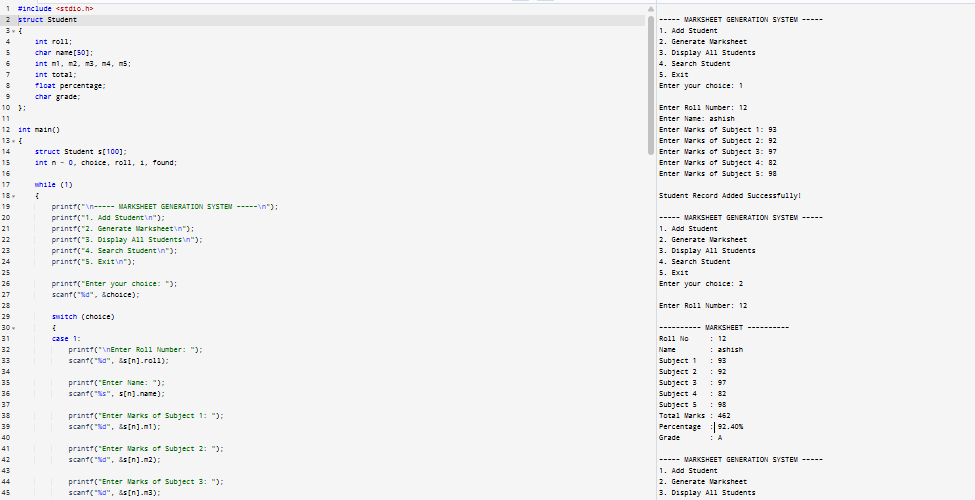 1 #include <stdio.h>
2 struct Student
3 {
4 int roll;
5 char name[50];
6 int m1, m2, m3, m4, m5;
7 int total;
8 float percentage;
9 char grade;
10 };
11
12 int main()
13 {
14 struct Student s[100];
15 int n = 0, choice, roll, i, found;
16
17 while (1)
18 {
19 printf("\n----- MARKSHEET GENERATION SYSTEM -----\n");
20 printf("1. Add Student\n");
21 printf("2. Generate Marksheet\n");
22 printf("3. Display All Students\n");
23 printf("4. Search Student\n");
24 printf("5. Exit\n");
25
26 printf("Enter your choice: ");
27 scanf("%d", &choice);
28
29 switch (choice)
30 {
31 case 1:
32 printf("\nEnter Roll Number: ");
33 scanf("%d", &s[n].roll);
34
35 printf("Enter Name: ");
36 scanf("%s", s[n].name);
37
38 printf("Enter Marks of Subject 1: ");
39 scanf("%d", &s[n].m1);
40
41 printf("Enter Marks of Subject 2: ");
42 scanf("%d", &s[n].m2);
43
44 printf("Enter Marks of Subject 3: ");
45 scanf("%d", &s[n].m3);
----- MARKSHEET GENERATION SYSTEM -----
1. Add Student
2. Generate Marksheet
3. Display All Students
4. Search Student
5. Exit
Enter your choice: 1
Enter Roll Number: 12
Enter Name: ashish
Enter Marks of Subject 1: 93
Enter Marks of Subject 2: 92
Enter Marks of Subject 3: 97
Enter Marks of Subject 4: 82
Enter Marks of Subject 5: 98
Student Record Added Successfully!
----- MARKSHEET GENERATION SYSTEM -----
1. Add Student
2. Generate Marksheet
3. Display All Students
4. Search Student
5. Exit
Enter your choice: 2
Enter Roll Number: 12
---------- MARKSHEET ----------
Roll No : 12
Name : ashish
Subject 1 : 93
Subject 2 : 92
Subject 3 : 97
Subject 4 : 82
Subject 5 : 98
Total Marks : 462
Percentage : 92.40%
Grade : A
----- MARKSHEET GENERATION SYSTEM -----
1. Add Student
2. Generate Marksheet
3. Display All Students